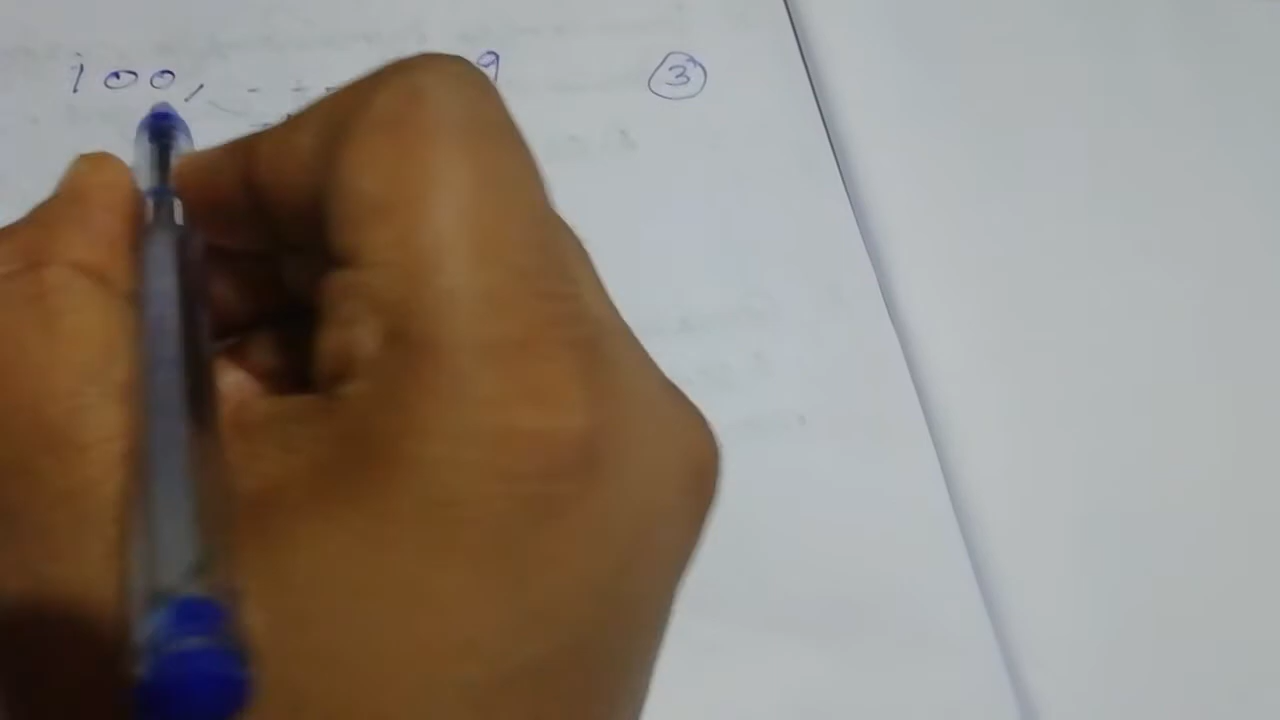 100, - - - 9 ③